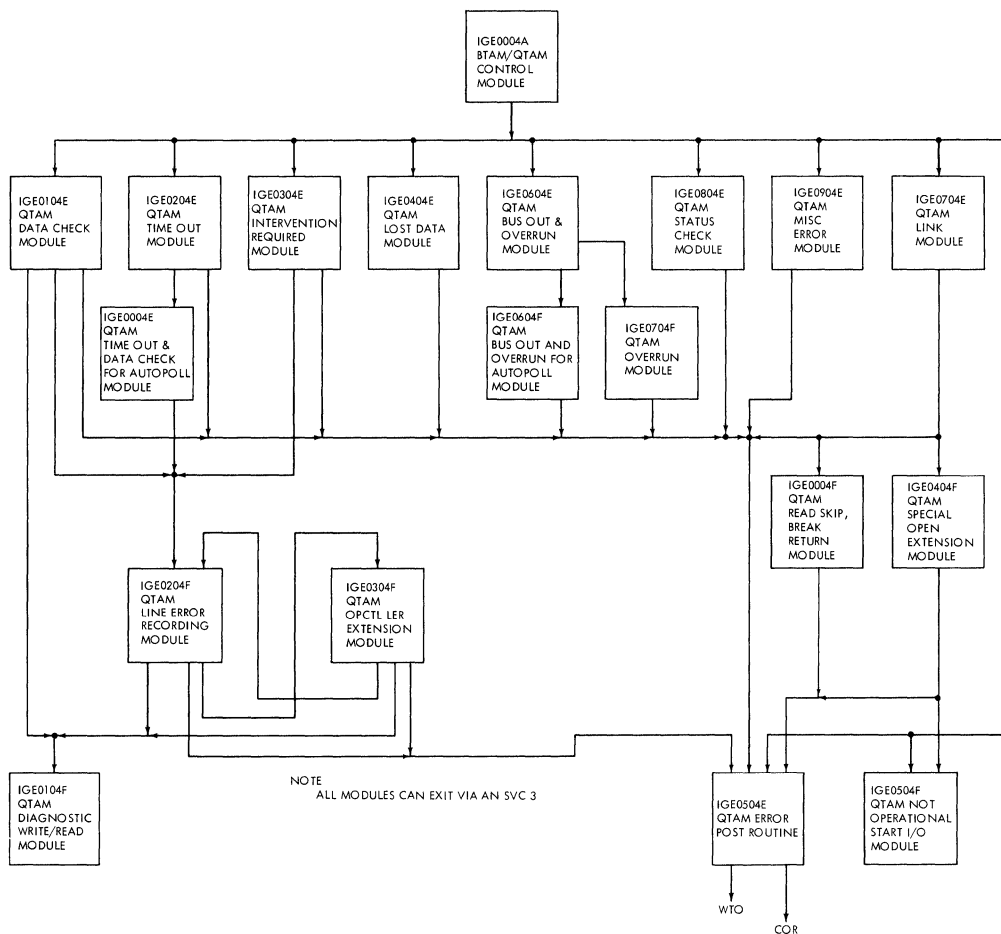 IGE0004A
BTAM/QTAM
CONTROL
MODULE
IGE0104E
QTAM
DATA CHECK
MODULE
IGE0204E
QTAM
TIME OUT
MODULE
IGE0304E
QTAM
INTERVENTION
REQUIRED
MODULE
IGE0404E
QTAM
LOST DATA
MODULE
IGE0604E
QTAM
BUS OUT &
OVERRUN
MODULE
IGE0804E
QTAM
STATUS
CHECK
MODULE
IGE0904E
QTAM
MISC
ERROR
MODULE
IGE0704E
QTAM
LINK
MODULE
IGE0004E
QTAM
TIME OUT &
DATA CHECK
FOR AUTOPOLL
MODULE
IGE0604F
QTAM
BUS OUT AND
OVERRUN FOR
AUTOPOLL
MODULE
IGE0704F
QTAM
OVERRUN
MODULE
IGE0004F
QTAM
READ SKIP,
BREAK
RETURN
MODULE
IGE0404F
QTAM
SPECIAL
OPEN
EXTENSION
MODULE
IGE0204F
QTAM
LINE ERROR
RECORDING
MODULE
IGE0304F
QTAM
OPCTL LER
EXTENSION
MODULE
IGE0104F
QTAM
DIAGNOSTIC
WRITE/READ
MODULE
NOTE
ALL MODULES CAN EXIT VIA AN SVC 3
IGE0504E
QTAM ERROR
POST ROUTINE
IGE0504F
QTAM NOT
OPERATIONAL
START I/O
MODULE
WTO
COR